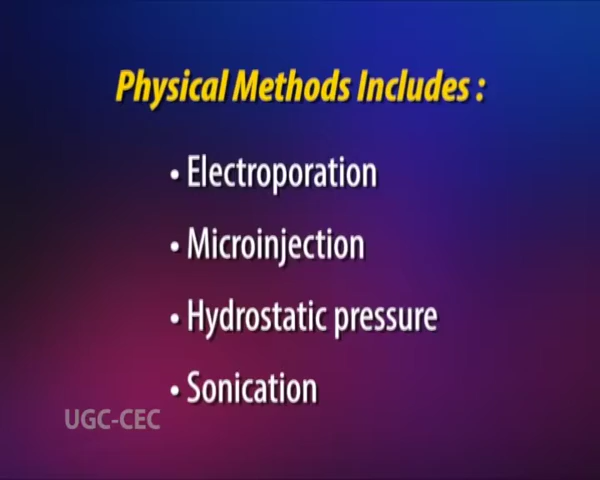 Physical Methods Includes :
• Electroporation
• Microinjection
• Hydrostatic pressure
• Sonication
UGC-CEC